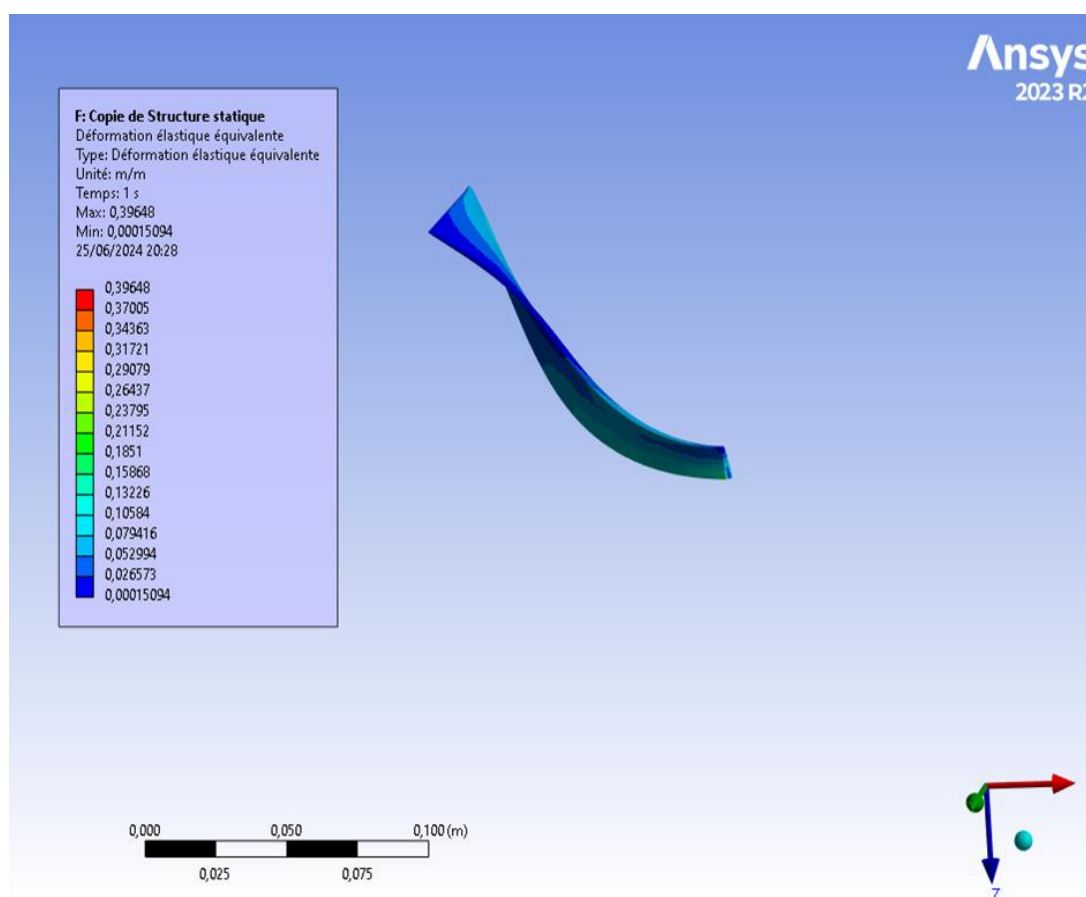 Ansys
2023 R2
F: Copie de Structure statique
Déformation élastique équivalente
Type: Déformation élastique équivalente
Unité: m/m
Temps: 1 s
Max: 0,39648
Min: 0,00015094
25/06/2024 20:28
0,39648
0,37005
0,34363
0,31721
0,29079
0,26437
0,23795
0,21152
0,1851
0,15868
0,13226
0,10584
0,079416
0,052994
0,026573
0,00015094
0,000 0,050 0,100 (m)
0,025 0,075
Z